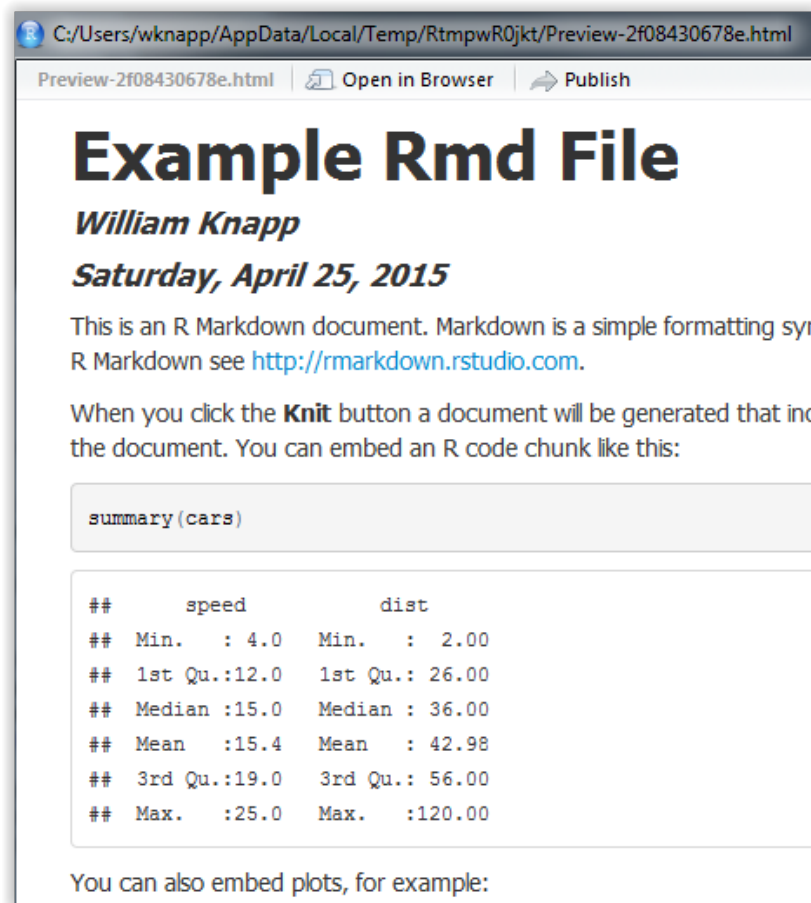 C:/Users/wknapp/AppData/Local/Temp/RtmpwR0jkt/Preview-2f08430678e.html
Preview-2f08430678e.html Open in Browser Publish
Example Rmd File
William Knapp
Saturday, April 25, 2015
This is an R Markdown document. Markdown is a simple formatting
R Markdown see http://rmarkdown.rstudio.com.
When you click the Knit button a document will be generated that
the document. You can embed an R code chunk like this:
summary(cars)
##      speed           dist
##  Min.   : 4.0   Min.   :  2.00
##  1st Qu.:12.0   1st Qu.: 26.00
##  Median :15.0   Median : 36.00
##  Mean   :15.4   Mean   : 42.98
##  3rd Qu.:19.0   3rd Qu.: 56.00
##  Max.   :25.0   Max.   :120.00
You can also embed plots, for example: